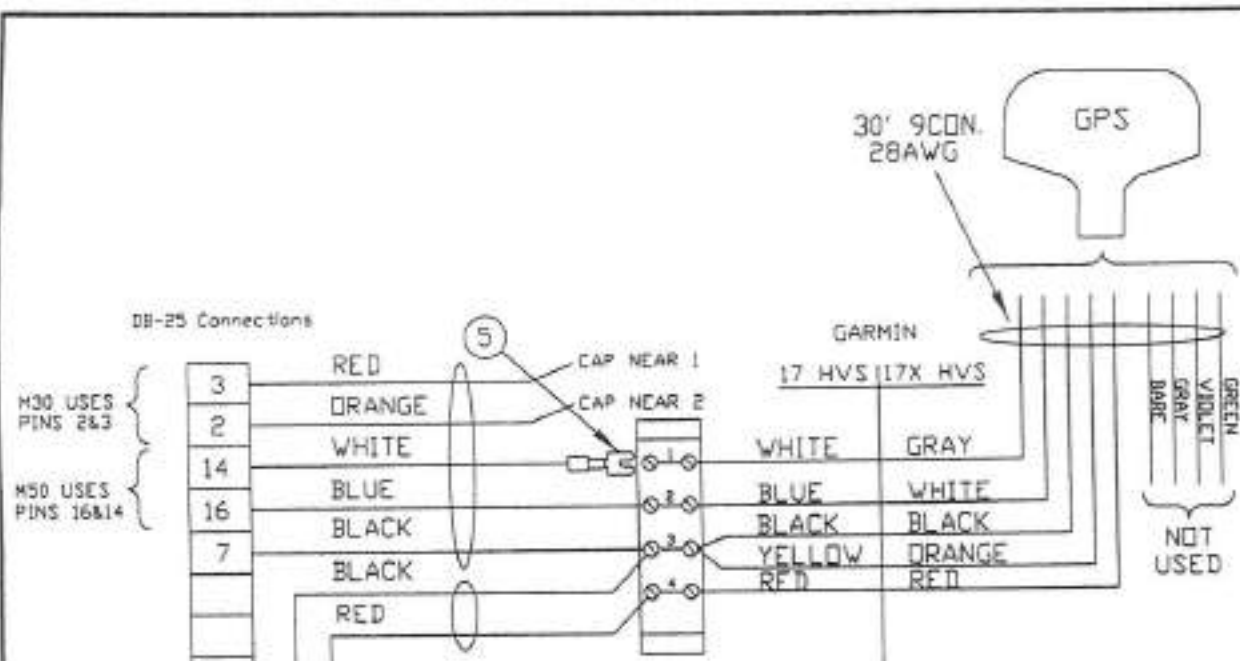 GPS
30' 9CON.
28AWG
DB-25 Connections
GARMIN
17 HVS 17X HVS
5
M30 USES
PINS 2&3
M50 USES
PINS 16&14
3 RED CAP NEAR 1
2 ORANGE CAP NEAR 2
14 WHITE 1 WHITE GRAY
16 BLUE 2 BLUE WHITE
7 BLACK 3 BLACK BLACK
YELLOW ORANGE
BLACK 4 RED RED
RED
BARE
GRAY
VIOLET
GREEN
NOT
USED